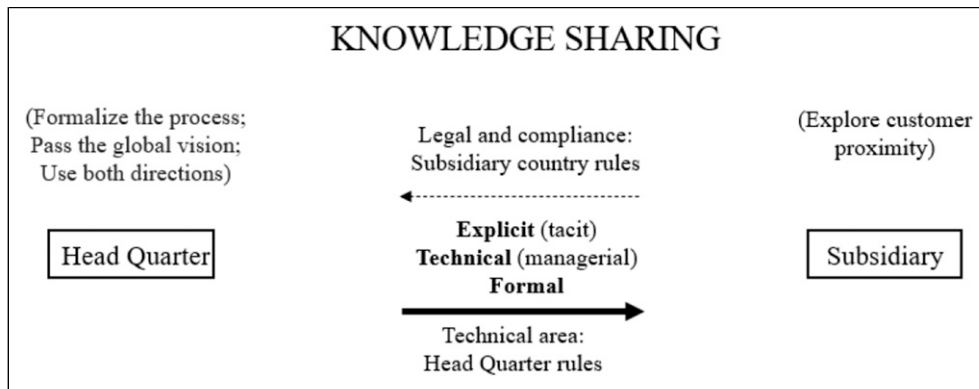 KNOWLEDGE SHARING
(Formalize the process;
Pass the global vision;
Use both directions)
Legal and compliance:
Subsidiary country rules
(Explore customer
proximity)
Head Quarter
Explicit (tacit)
Technical (managerial)
Formal
Subsidiary
Technical area:
Head Quarter rules